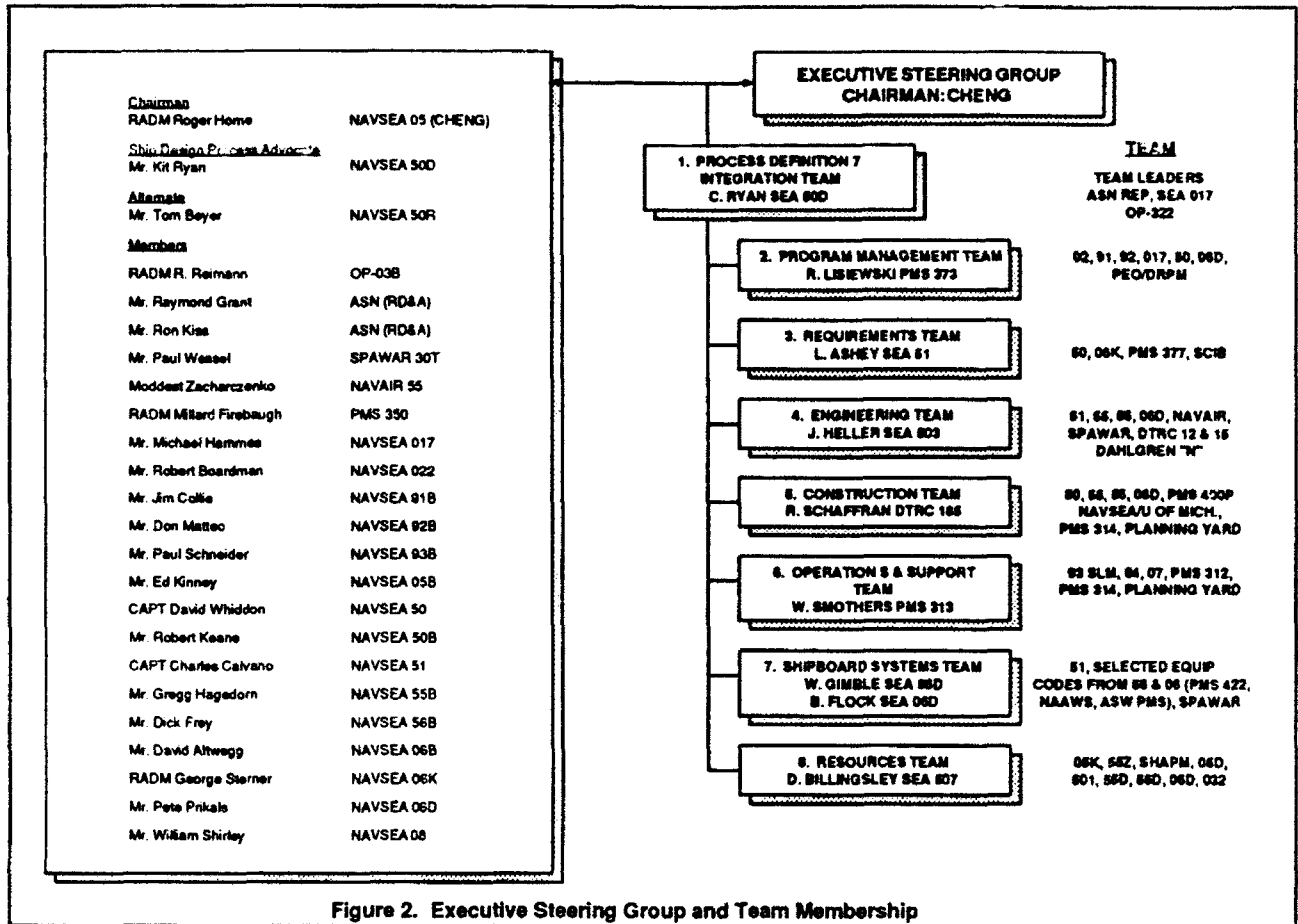 Chairman
RADM Roger Home NAVSEA 05 (CHENG)
Ship Design Process Advocate
Mr. Kit Ryan NAVSEA 50D
Alternate
Mr. Tom Beyer NAVSEA 50R
Members
RADM R. Reimann OP-03B
Mr. Raymond Grant ASN (RD&A)
Mr. Ron Kiss ASN (RD&A)
Mr. Paul Wessel SPAWAR 30T
Moddest Zacharczenko NAVAIR 55
RADM Millard Firebaugh PMS 350
Mr. Michael Hammes NAVSEA 017
Mr. Robert Boardman NAVSEA 022
Mr. Jim Collie NAVSEA 91B
Mr. Don Matteo NAVSEA 92B
Mr. Paul Schneider NAVSEA 93B
Mr. Ed Kinney NAVSEA 05B
CAPT David Whiddon NAVSEA 50
Mr. Robert Keane NAVSEA 50B
CAPT Charles Calvano NAVSEA 51
Mr. Gregg Hagedorn NAVSEA 55B
Mr. Dick Frey NAVSEA 56B
Mr. David Altwegg NAVSEA 06B
RADM George Sterner NAVSEA 06K
Mr. Pete Prikals NAVSEA 06D
Mr. William Shirley NAVSEA 08
EXECUTIVE STEERING GROUP
CHAIRMAN: CHENG
1. PROCESS DEFINITION 7
INTEGRATION TEAM
C. RYAN SEA 50D
TEAM
TEAM LEADERS
ASN REP, SEA 017
OP-322
2. PROGRAM MANAGEMENT TEAM
R. LISIEWSKI PMS 373
92, 017, 50, 06D,
PEO/DRPM
3. REQUIREMENTS TEAM
L. ASHEY SEA 51
50, 06K, PMS 377, SCIB
4. ENGINEERING TEAM
J. HELLER SEA 503
51, 06D, NAVAIR,
SPAWAR, DTRC 12 & 15
DAHLGREN "N"
5. CONSTRUCTION TEAM
R. SCHAFFRAN DTRC 185
06D, PMS 400P
NAVSEA/U OF MICH.,
PMS 314, PLANNING YARD
6. OPERATIONS & SUPPORT
TEAM
W. SMOTHERS PMS 313
93 SLM, 04, 07, PMS 312,
PMS 314, PLANNING YARD
7. SHIPBOARD SYSTEMS TEAM
W. GIMBLE SEA 56D
B. FLOCK SEA 06D
51, SELECTED EQUIP
CODES FROM 56 & 06 (PMS 422,
NAAWS, ASW PMS), SPAWAR
8. RESOURCES TEAM
D. BILLINGSLEY SEA 507
06K, 55Z, SHAPM, 05D,
501, 55D, 56D, 06D, 032
Figure 2. Executive Steering Group and Team Membership